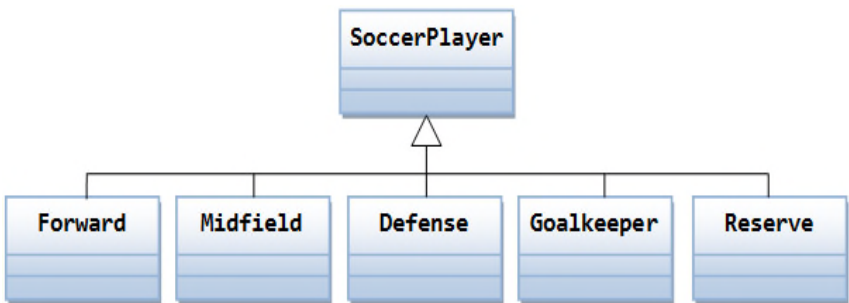 SoccerPlayer
Forward
Midfield
Defense
Goalkeeper
Reserve